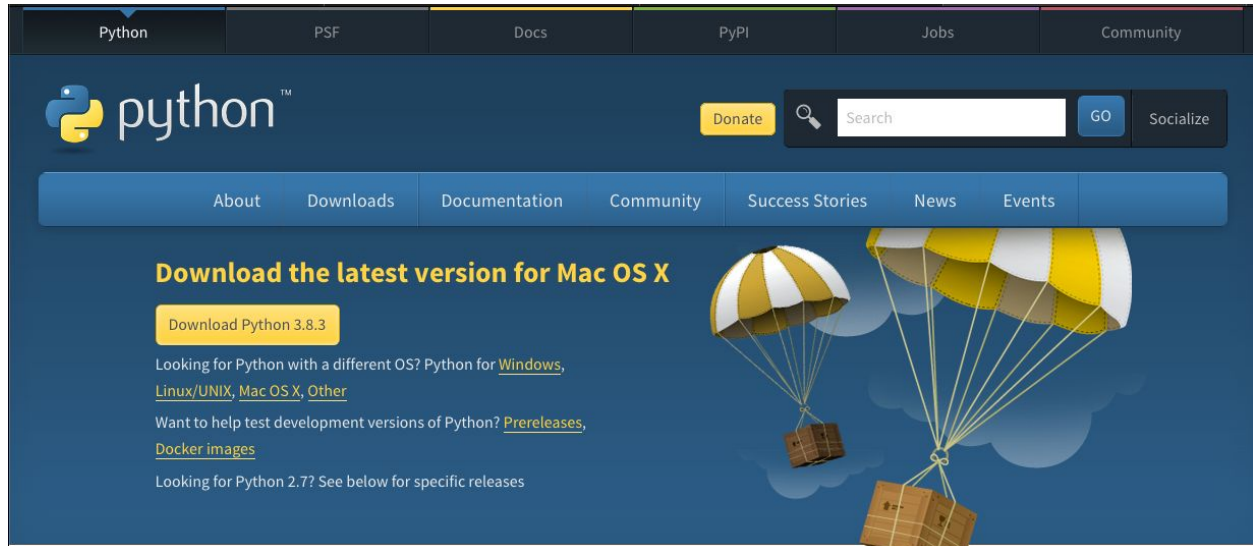 Python PSF Docs PyPI Jobs Community
python™
Donate Search GO Socialize
About Downloads Documentation Community Success Stories News Events
Download the latest version for Mac OS X
Download Python 3.8.3
Looking for Python with a different OS? Python for Windows,
Linux/UNIX, Mac OS X, Other
Want to help test development versions of Python? Prereleases,
Docker images
Looking for Python 2.7? See below for specific releases